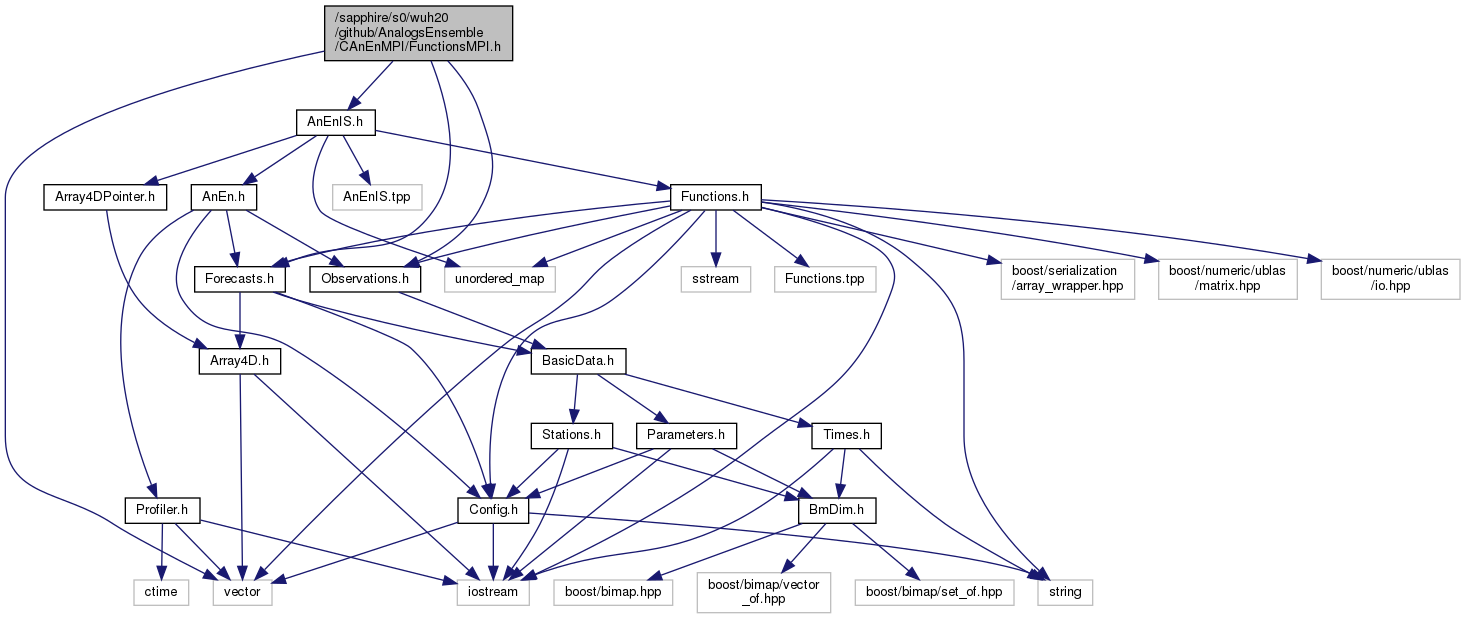 /sapphire/s0/wuh20
/github/AnalogsEnsemble
/CAnEnMPI/FunctionsMPI.h
AnEnIS.h
Array4DPointer.h
AnEn.h
AnEnIS.tpp
Functions.h
Forecasts.h
Observations.h
unordered_map
sstream
Functions.tpp
boost/serialization
/array_wrapper.hpp
boost/numeric/ublas
/matrix.hpp
boost/numeric/ublas
/io.hpp
Array4D.h
BasicData.h
Stations.h
Parameters.h
Times.h
Profiler.h
Config.h
BmDim.h
ctime
vector
iostream
boost/bimap.hpp
boost/bimap/vector
_of.hpp
boost/bimap/set_of.hpp
string